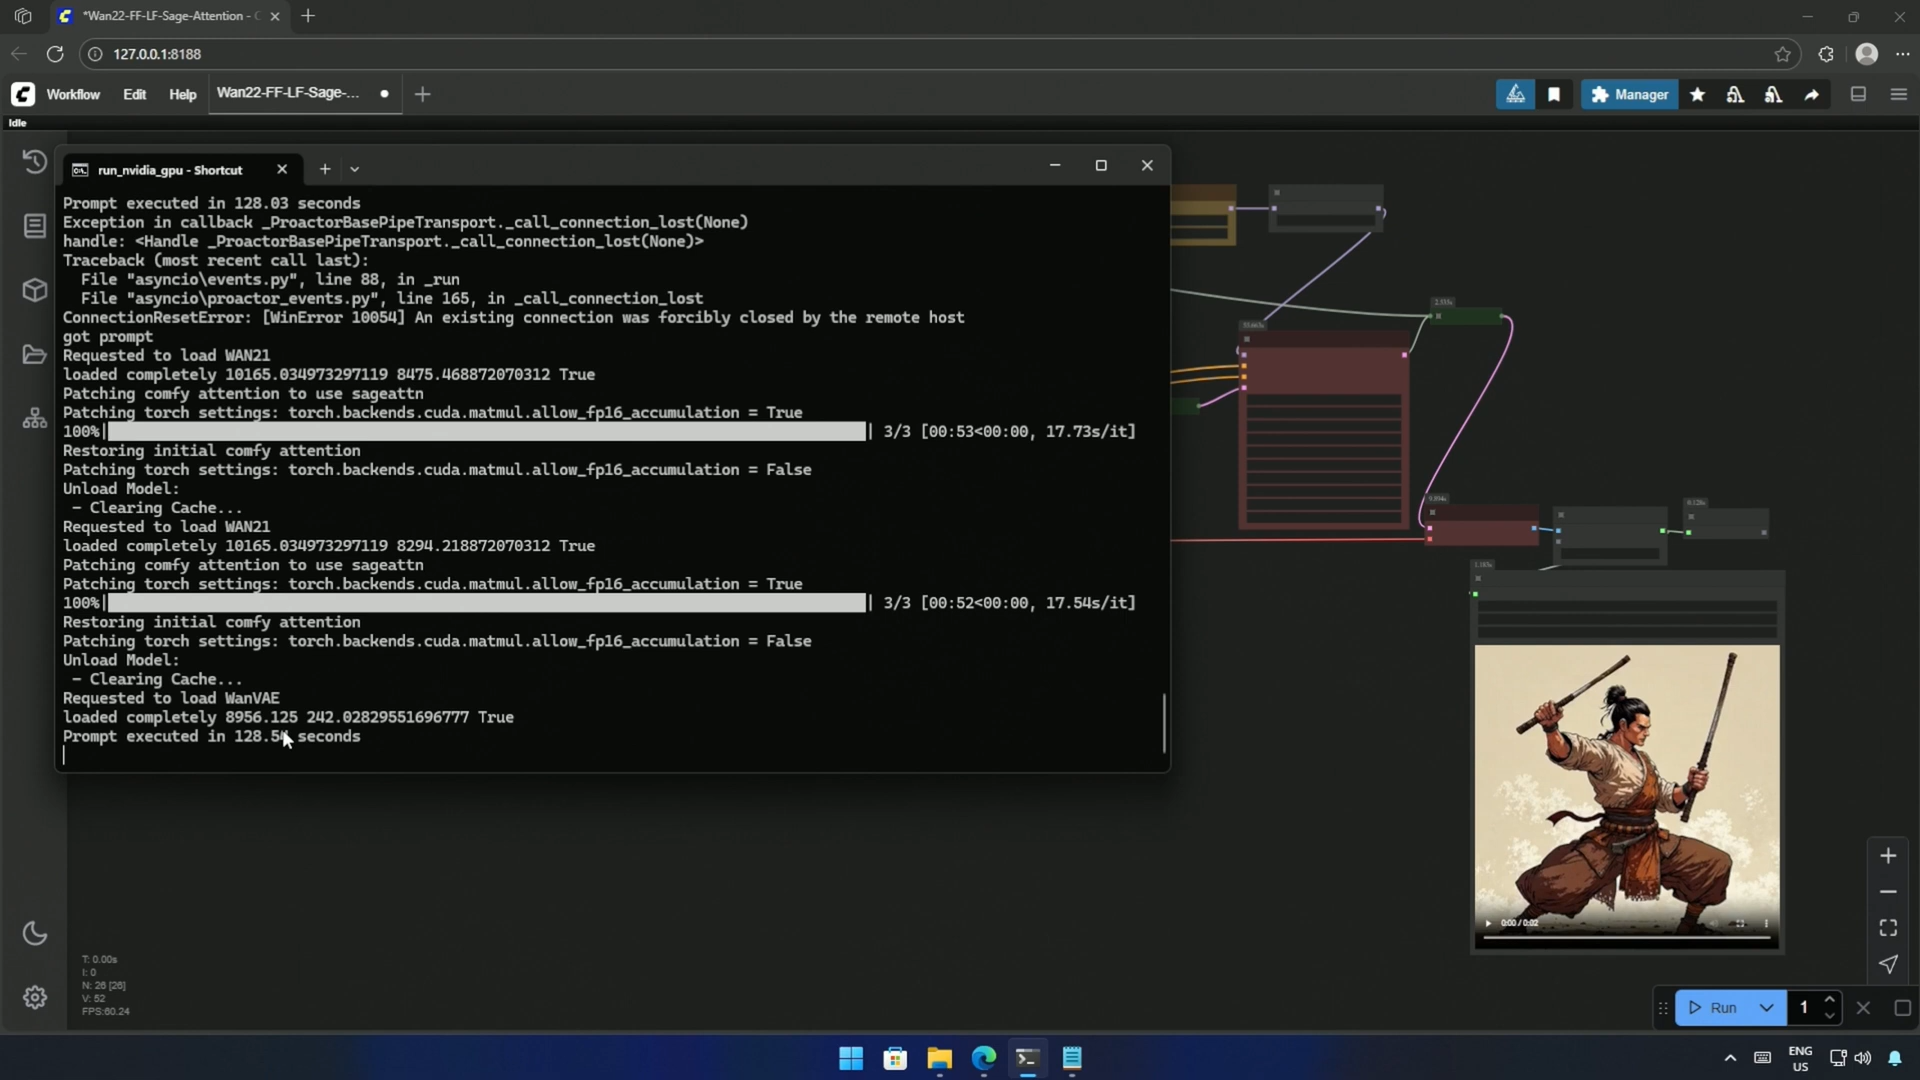 *Wan22-FF-LF-Sage-Attention - C
127.0.0.1:8188
Workflow
Edit
Help
Wan22-FF-LF-Sage-...
Manager
Idle
run_nvidia_gpu - Shortcut
Prompt executed in 128.03 seconds
Exception in callback _ProactorBasePipeTransport._call_connection_lost(None)
handle: <Handle _ProactorBasePipeTransport._call_connection_lost(None)>
Traceback (most recent call last):
File "asyncio\events.py", line 88, in _run
File "asyncio\proactor_events.py", line 165, in _call_connection_lost
ConnectionResetError: [WinError 10054] An existing connection was forcibly closed by the remote host
got prompt
Requested to load WAN21
loaded completely 10165.034973297119 8475.468872070312 True
Patching comfy attention to use sageattn
Patching torch settings: torch.backends.cuda.matmul.allow_fp16_accumulation = True
100%| | 3/3 [00:53<00:00, 17.73s/it]
Restoring initial comfy attention
Patching torch settings: torch.backends.cuda.matmul.allow_fp16_accumulation = False
Unload Model:
- Clearing Cache...
Requested to load WAN21
loaded completely 10165.034973297119 8294.218872070312 True
Patching comfy attention to use sageattn
Patching torch settings: torch.backends.cuda.matmul.allow_fp16_accumulation = True
100%| | 3/3 [00:52<00:00, 17.54s/it]
Restoring initial comfy attention
Patching torch settings: torch.backends.cuda.matmul.allow_fp16_accumulation = False
Unload Model:
- Clearing Cache...
Requested to load WanVAE
loaded completely 8956.125 242.02829551696777 True
Prompt executed in seconds
0:00 / 0:02
T: 0.00s
I: 0
N: 26 [26]
V: 52
FPS:60.24
Run
1
ENG
US